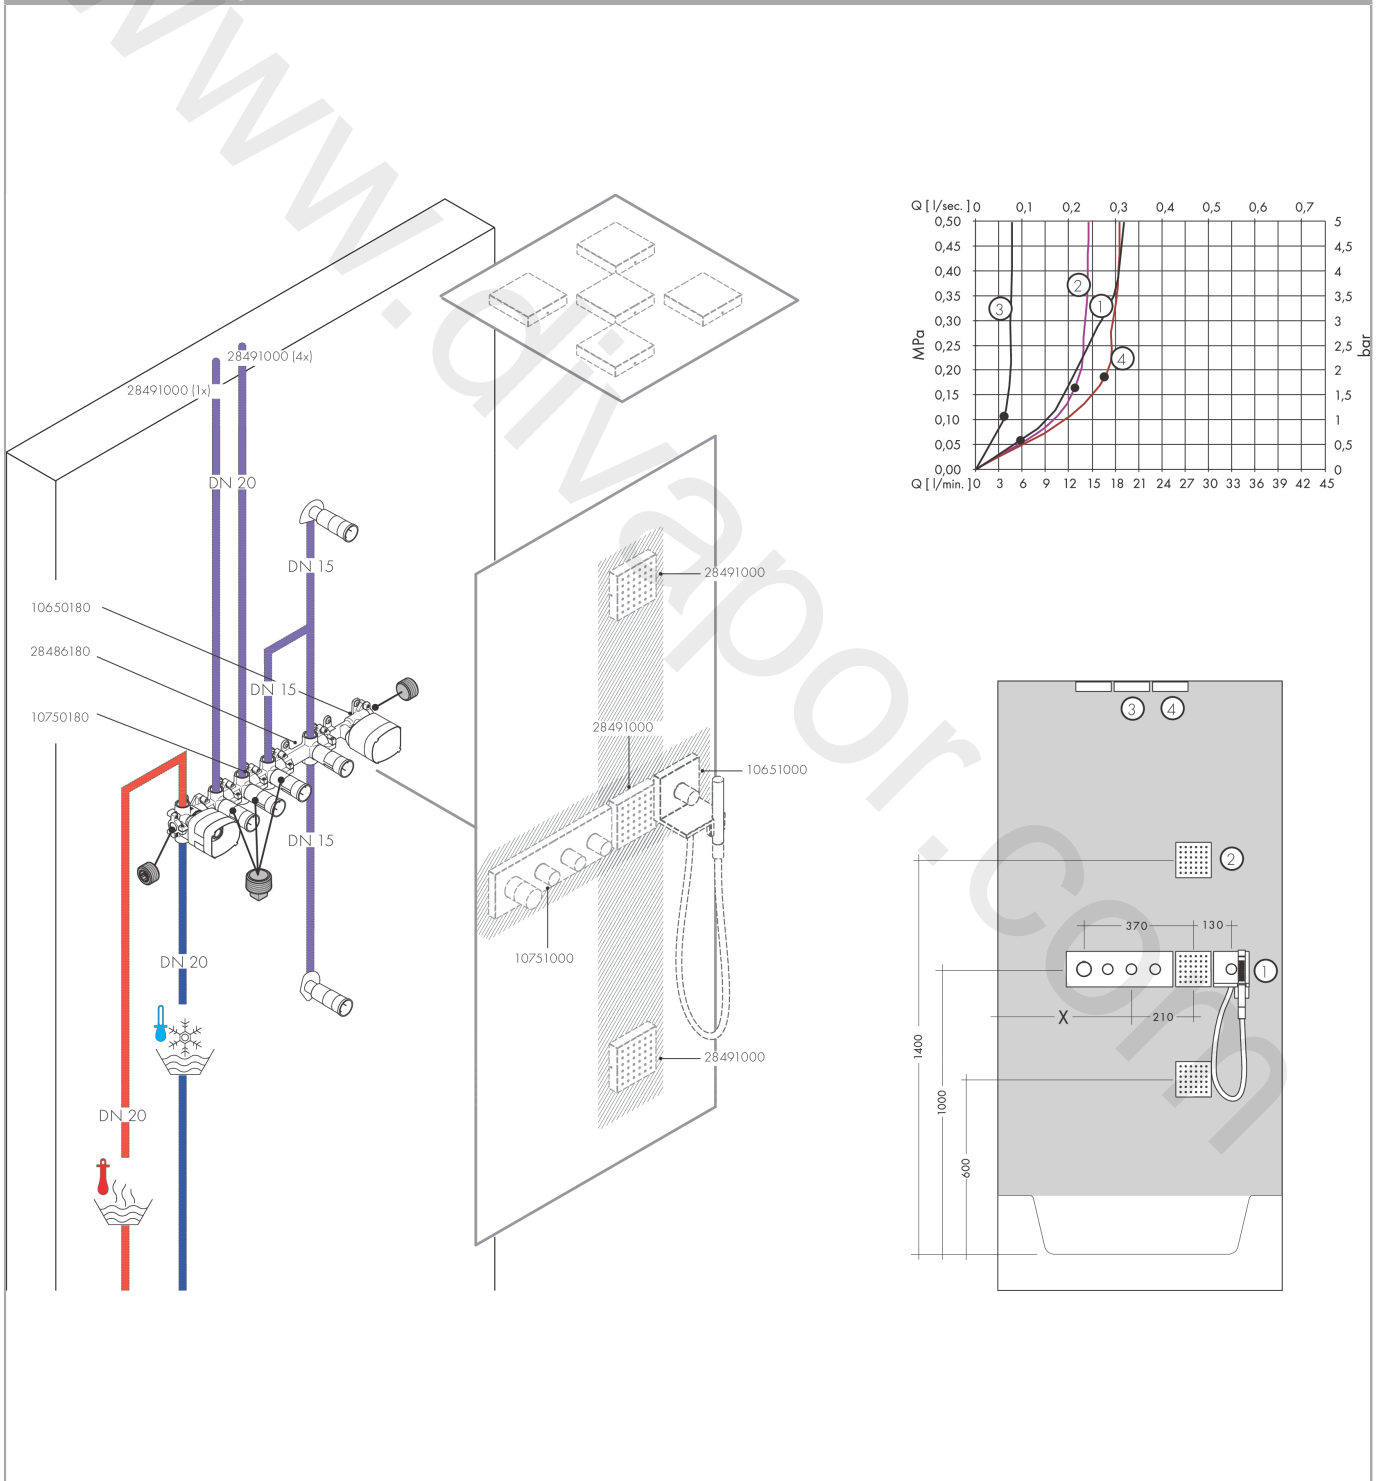 www.divapor.com
28491000 (4x)
28491000 (1x)
DN 20
DN 15
10650180
28486180
DN 15
10750180
DN 15
DN 20
DN 20
28491000
28491000
10651000
10751000
28491000
Q [ l/sec. ] 0 0,1 0,2 0,3 0,4 0,5 0,6 0,7
0,50 5
0,45 4,5
0,40 4
0,35 3,5
0,30 3
0,25 2,5
0,20 2
0,15 1,5
0,10 1
0,05 0,5
0,00 0
Q [ l/min. ] 0 3 6 9 12 15 18 21 24 27 30 33 36 39 42 45
MPa
bar
2
3
1
4
3 4
2
370 130
1
X 210
1400
1000
600